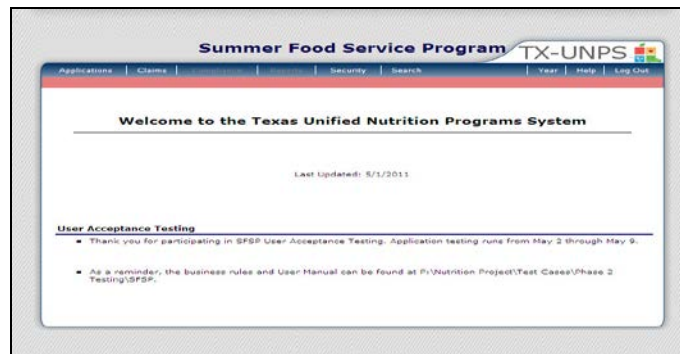 Summer Food Service Program
TX-UNPS
Applications | Claims | | | Security | Search | Year | Help | Log Out
Welcome to the Texas Unified Nutrition Programs System
Last Updated: 5/1/2011
User Acceptance Testing
Thank you for participating in SFSP User Acceptance Testing. Application testing runs from May 2 through May 9.
As a reminder, the business rules and User Manual can be found at P:\Nutrition Project\Test Cases\Phase 2
Testing\SFSP.